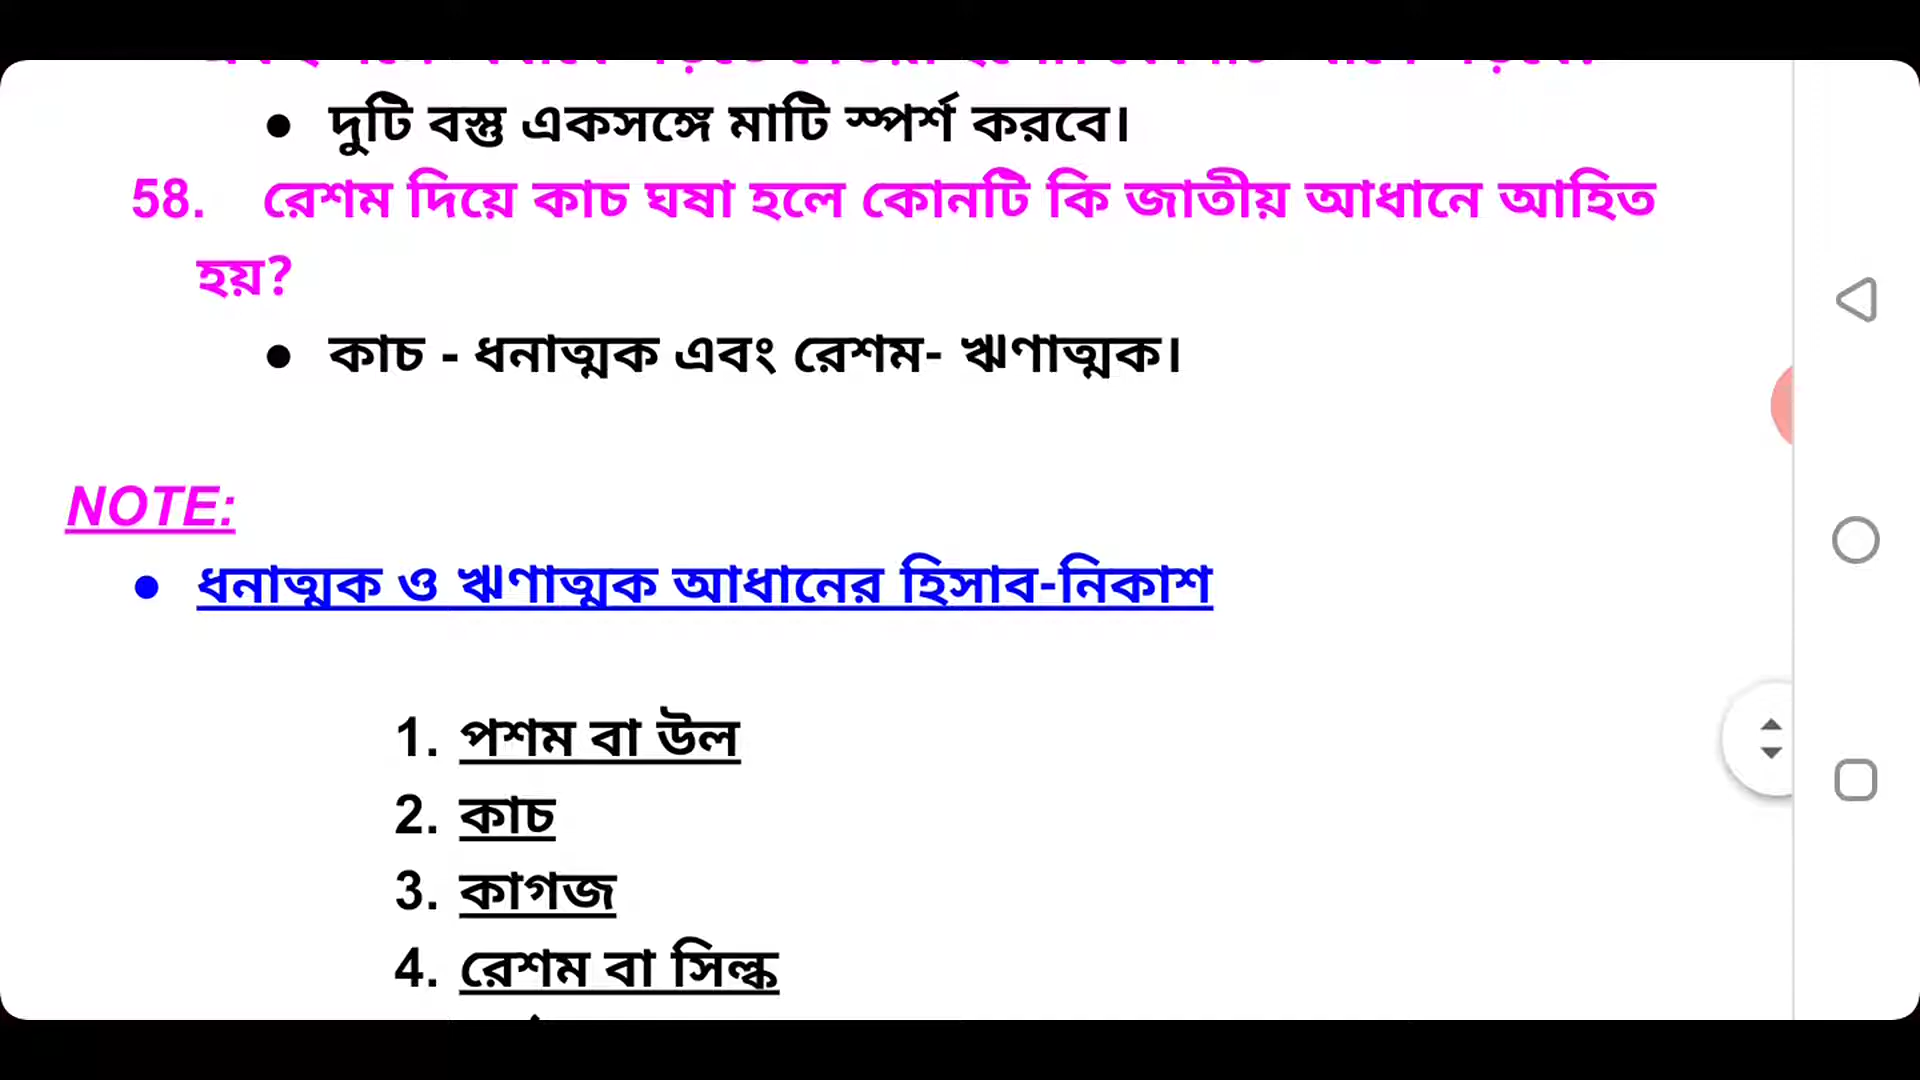 ● দুটি বস্তু একসঙ্গে মাটি স্পর্শ করবে।
58. রেশম দিয়ে কাচ ঘষা হলে কোনটি কি জাতীয় আধানে আহিত
হয়?
● কাচ - ধনাত্মক এবং রেশম- ঋণাত্মক।
NOTE:
● ধনাত্মক ও ঋণাত্মক আধানের হিসাব-নিকাশ
1. পশম বা উল
2. কাচ
3. কাগজ
4. রেশম বা সিল্ক